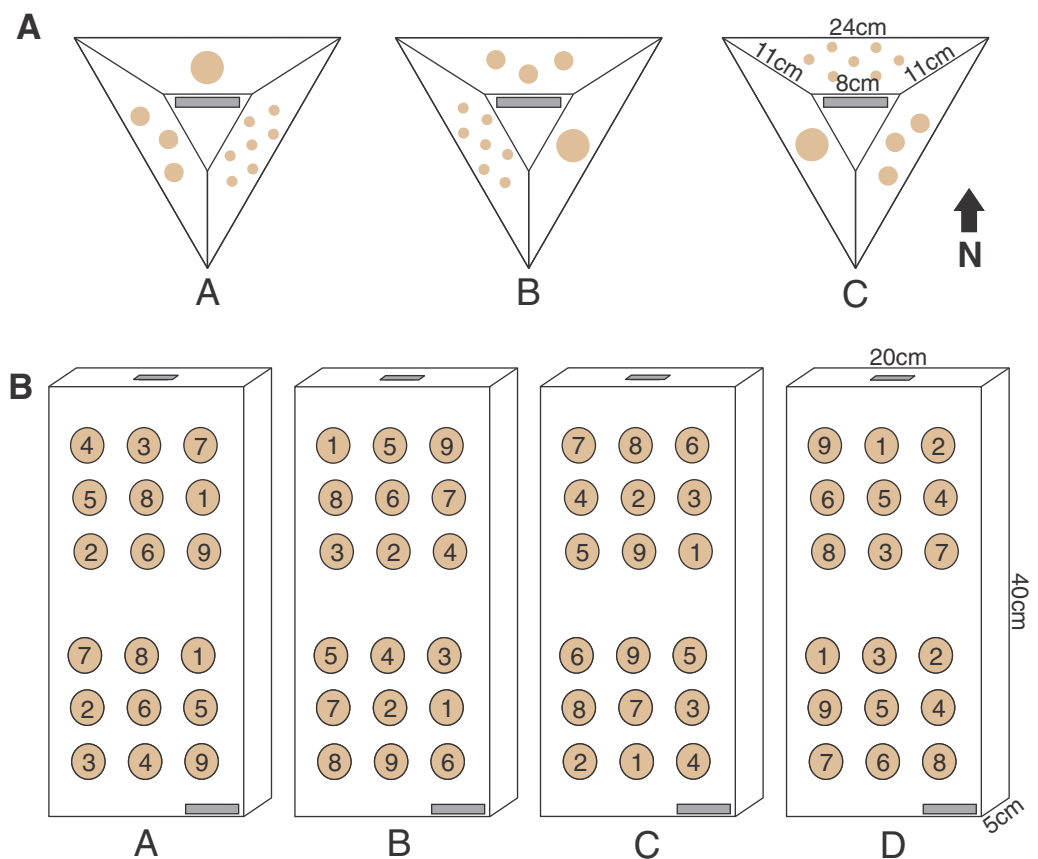 A
24cm
11cm
11cm
8cm
N
A
B
C
B
20cm
4 3 7
5 8 1
2 6 9
7 8 1
2 6 5
3 4 9
1 5 9
8 6 7
3 2 4
5 4 3
7 2 1
8 9 6
7 8 6
4 2 3
5 9 1
6 9 5
8 7 3
2 1 4
9 1 2
6 5 4
8 3 7
1 3 2
9 5 4
7 6 8
40cm
5cm
A
B
C
D